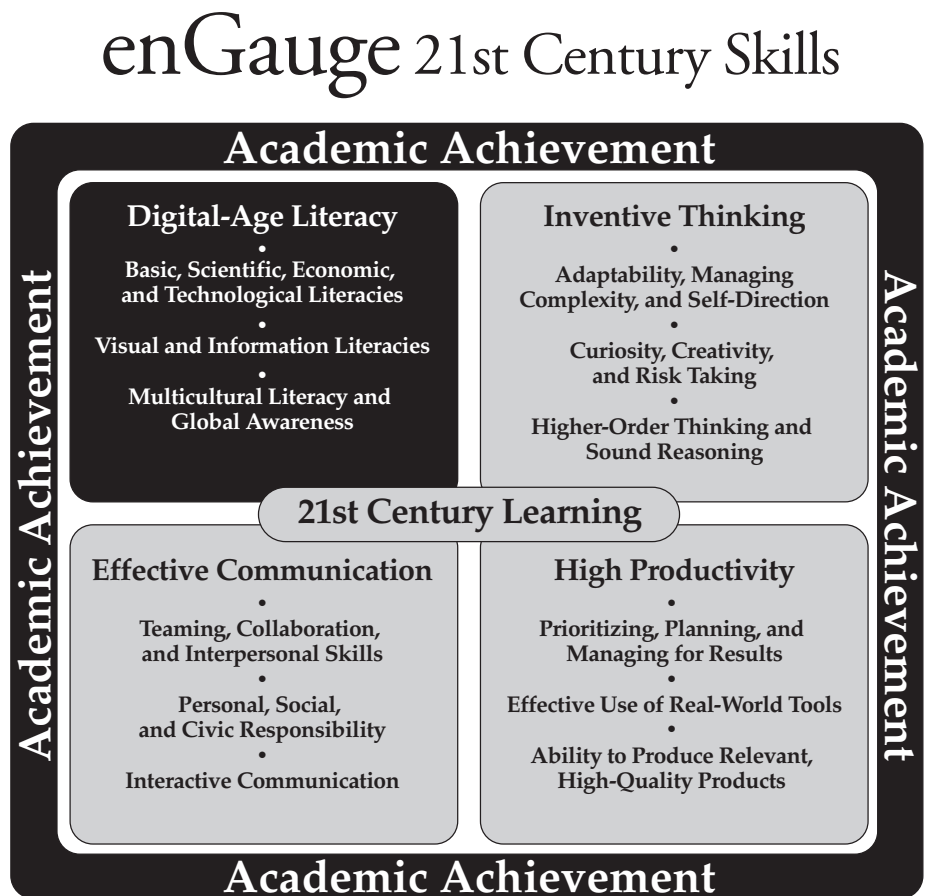 enGauge 21st Century Skills
Academic Achievement
Academic Achievement
Digital-Age Literacy
•
Basic, Scientific, Economic,
and Technological Literacies
•
Visual and Information Literacies
•
Multicultural Literacy and
Global Awareness
Inventive Thinking
•
Adaptability, Managing
Complexity, and Self-Direction
•
Curiosity, Creativity,
and Risk Taking
•
Higher-Order Thinking and
Sound Reasoning
21st Century Learning
Effective Communication
•
Teaming, Collaboration,
and Interpersonal Skills
•
Personal, Social,
and Civic Responsibility
•
Interactive Communication
High Productivity
•
Prioritizing, Planning, and
Managing for Results
•
Effective Use of Real-World Tools
•
Ability to Produce Relevant,
High-Quality Products
Academic Achievement
Academic Achievement